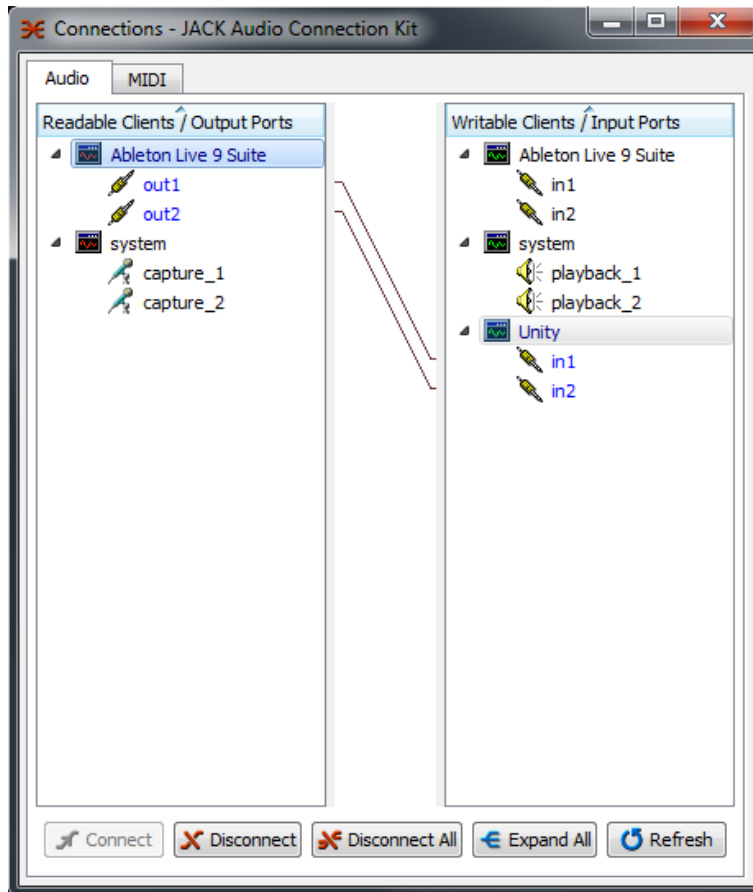 Connections - JACK Audio Connection Kit
Audio MIDI
Readable Clients / Output Ports
Ableton Live 9 Suite
out1
out2
system
capture_1
capture_2
Writable Clients / Input Ports
Ableton Live 9 Suite
in1
in2
system
playback_1
playback_2
Unity
in1
in2
Connect Disconnect Disconnect All Expand All Refresh